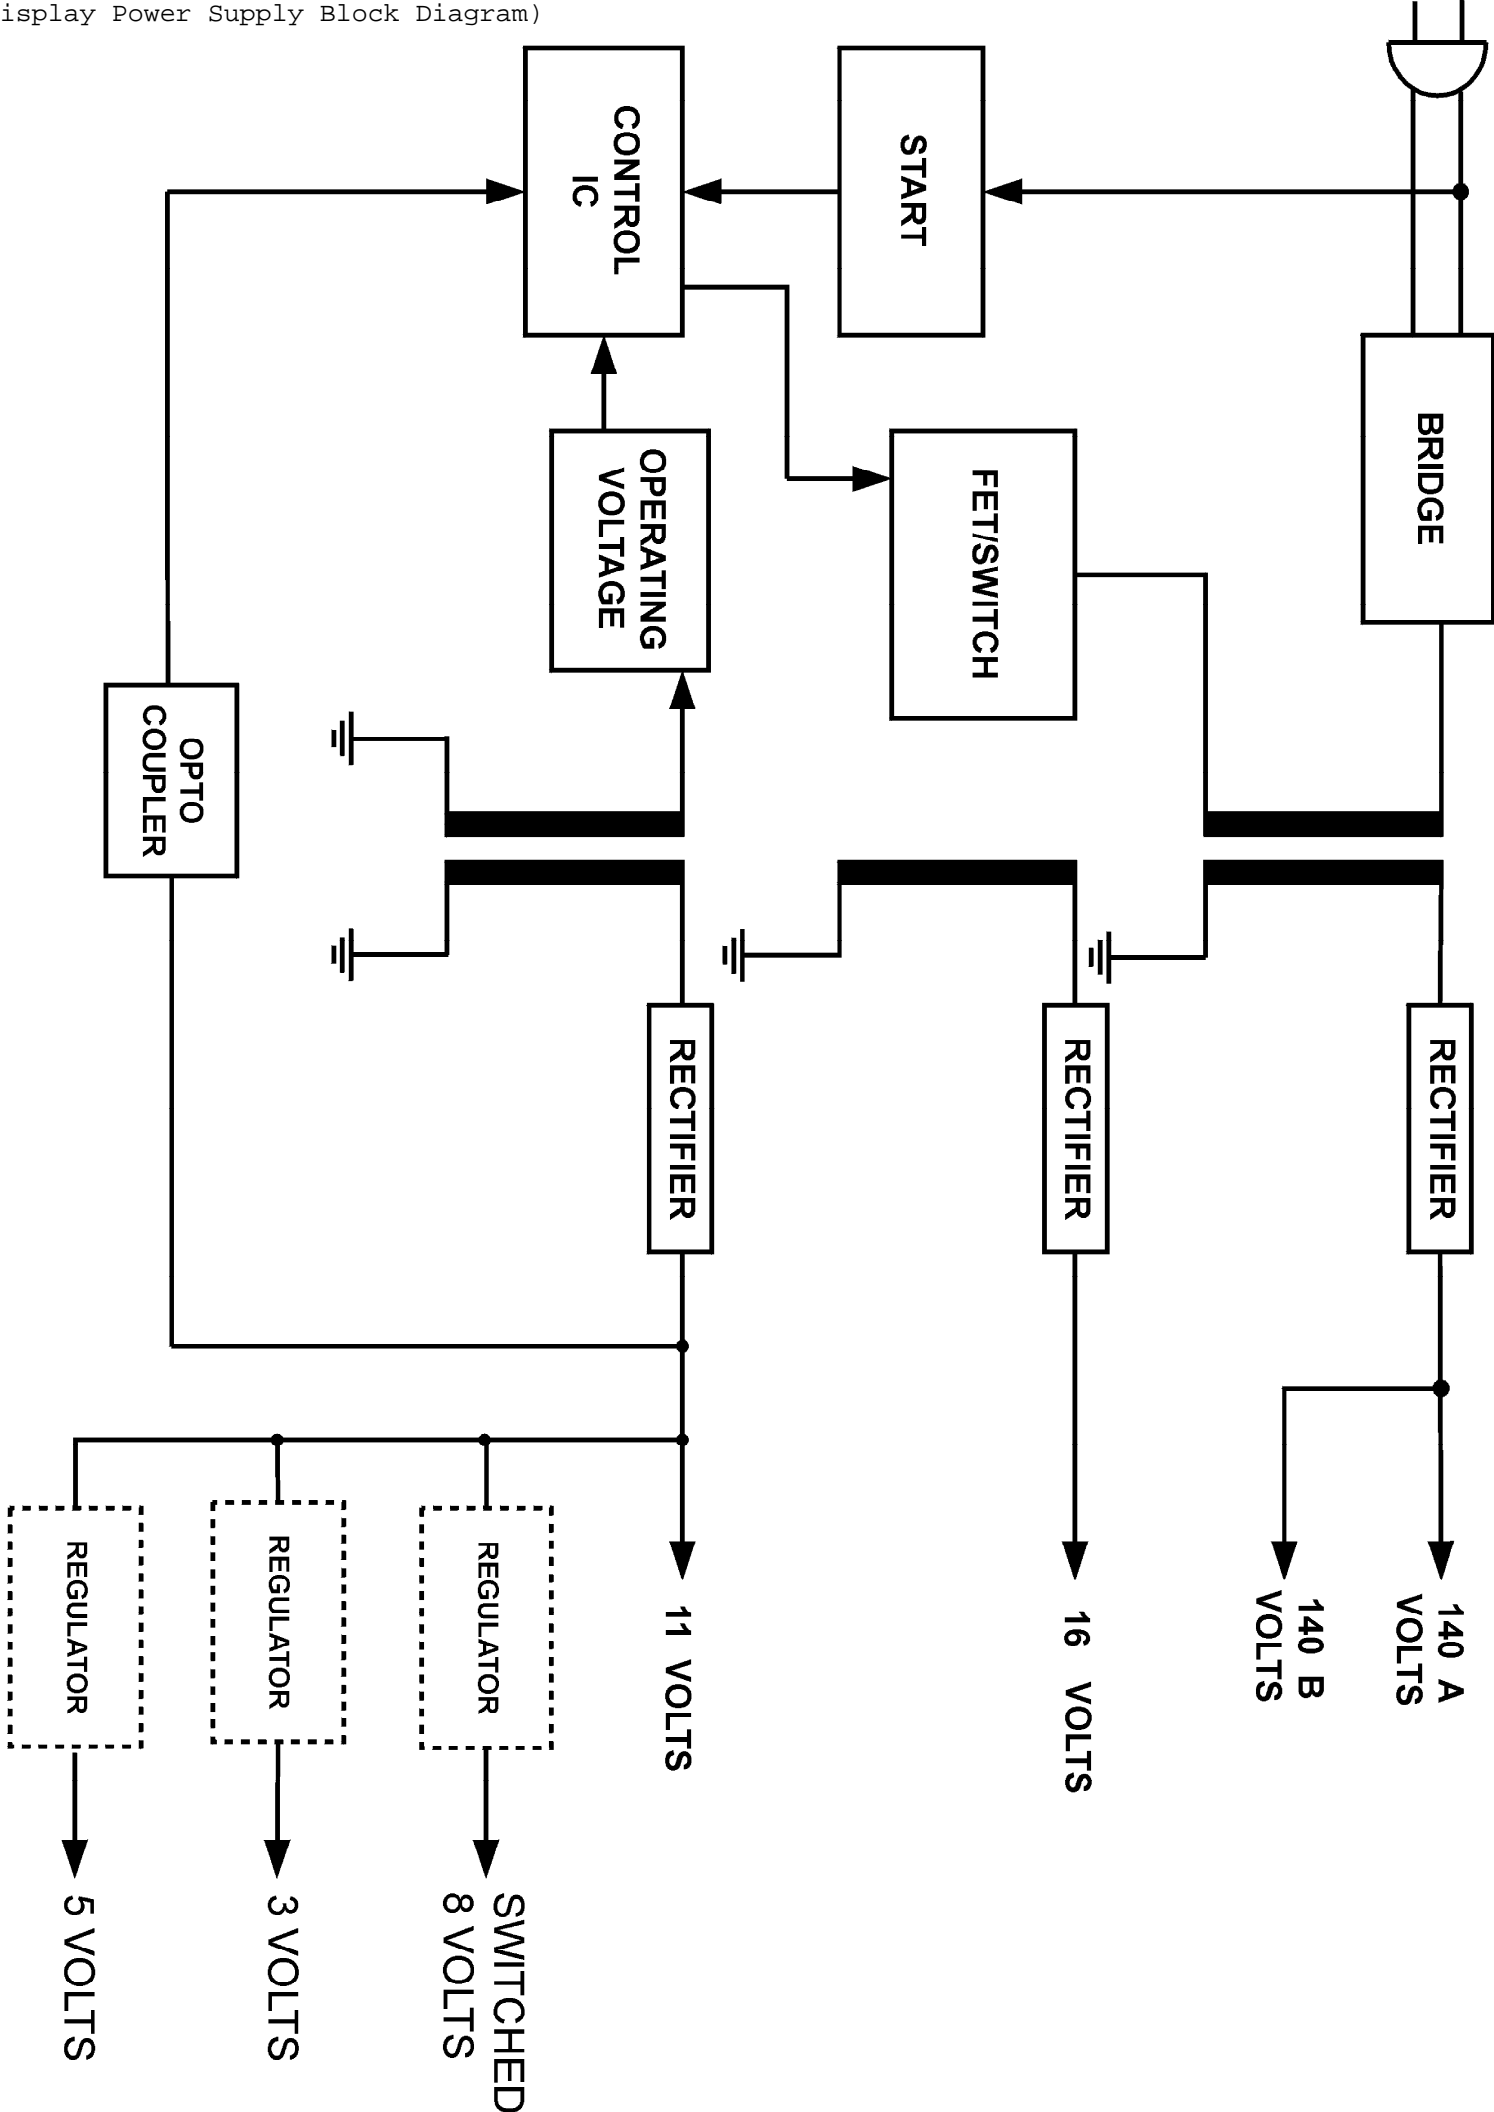 isplay Power Supply Block Diagram)
BRIDGE
START
CONTROL
IC
OPERATING
VOLTAGE
FET/SWITCH
OPTO
COUPLER
RECTIFIER
RECTIFIER
RECTIFIER
140 A
VOLTS
140 B
VOLTS
16 VOLTS
11 VOLTS
REGULATOR
REGULATOR
REGULATOR
SWITCHED
8 VOLTS
3 VOLTS
5 VOLTS